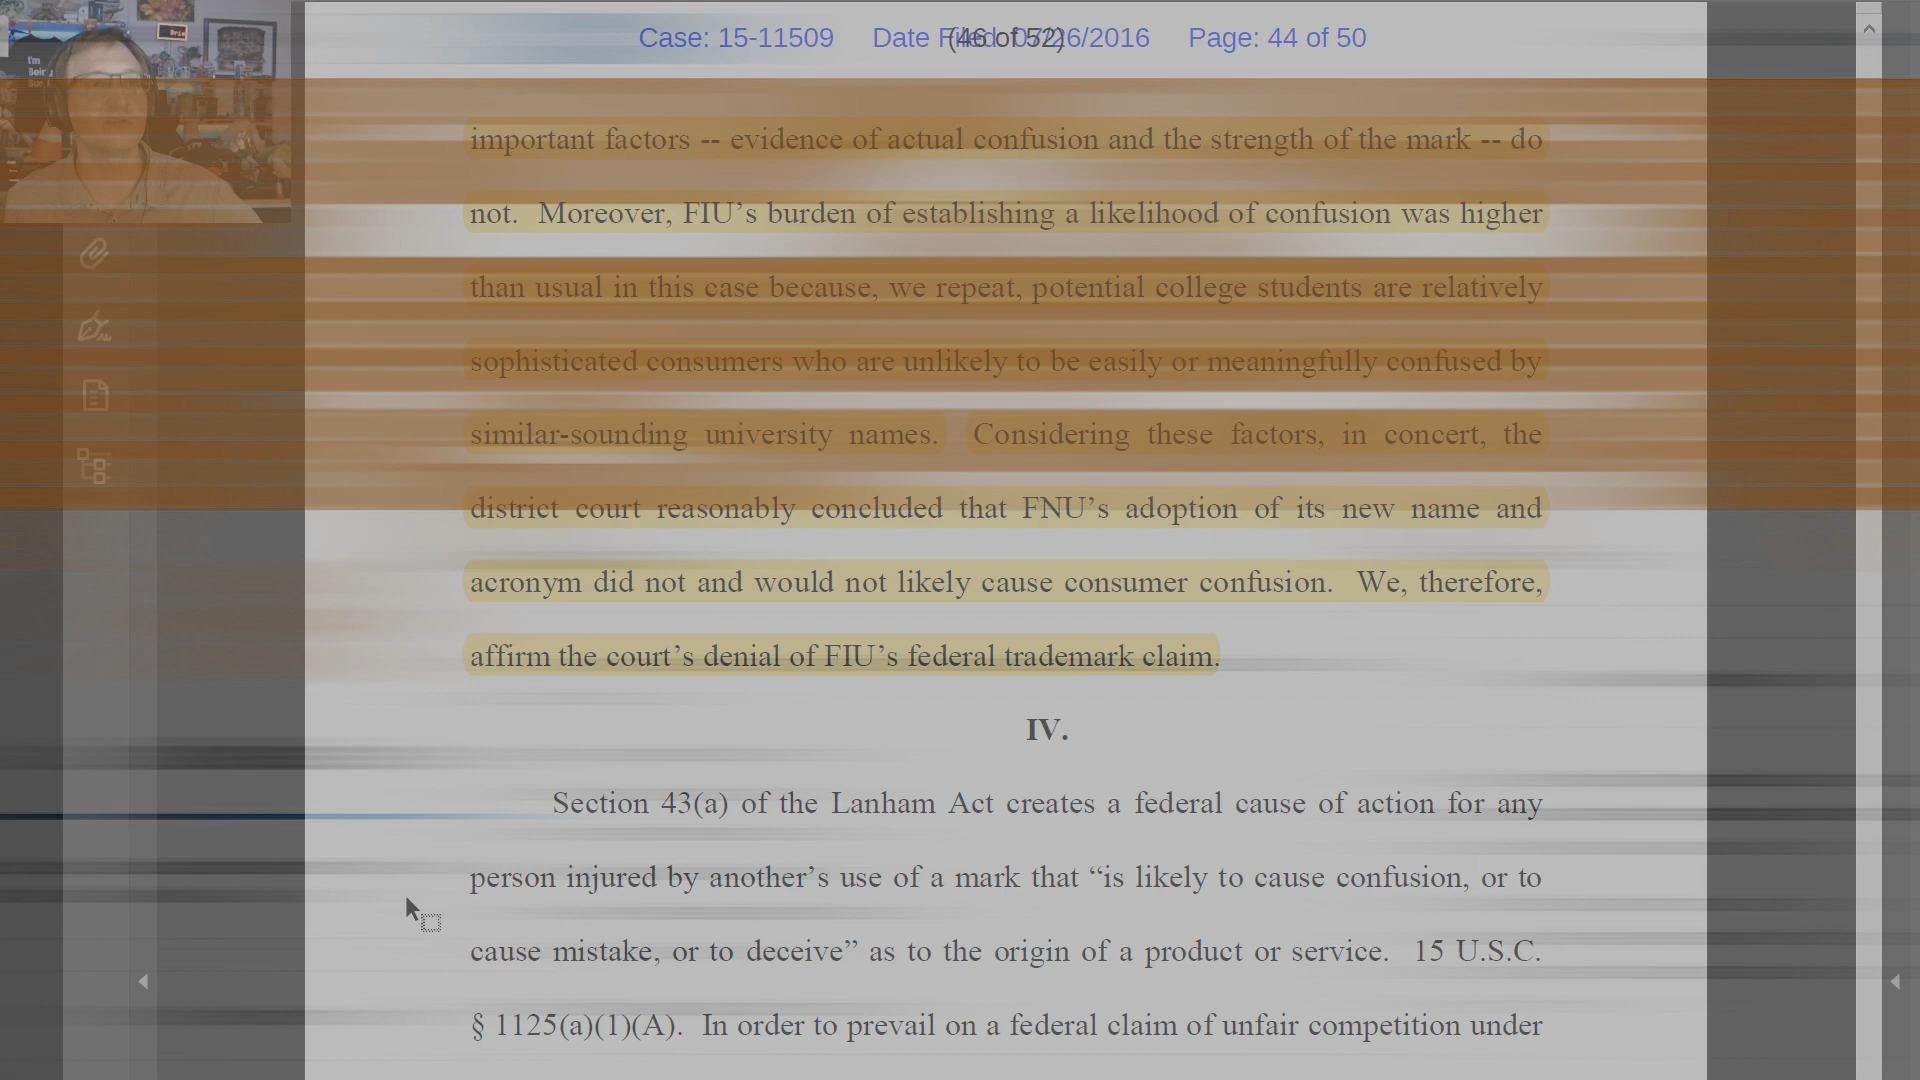 Case: 15-11509 Date Filed: 07/26/2016 Page: 44 of 50
(46 of 52)
I'm
important factors -- evidence of actual confusion and the strength of the mark -- do
not. Moreover, FIU’s burden of establishing a likelihood of confusion was higher
than usual in this case because, we repeat, potential college students are relatively
sophisticated consumers who are unlikely to be easily or meaningfully confused by
similar-sounding university names. Considering these factors, in concert, the
district court reasonably concluded that FNU’s adoption of its new name and
acronym did not and would not likely cause consumer confusion. We, therefore,
affirm the court’s denial of FIU’s federal trademark claim.
IV.
Section 43(a) of the Lanham Act creates a federal cause of action for any
person injured by another’s use of a mark that “is likely to cause confusion, or to
cause mistake, or to deceive” as to the origin of a product or service. 15 U.S.C.
§ 1125(a)(1)(A). In order to prevail on a federal claim of unfair competition under